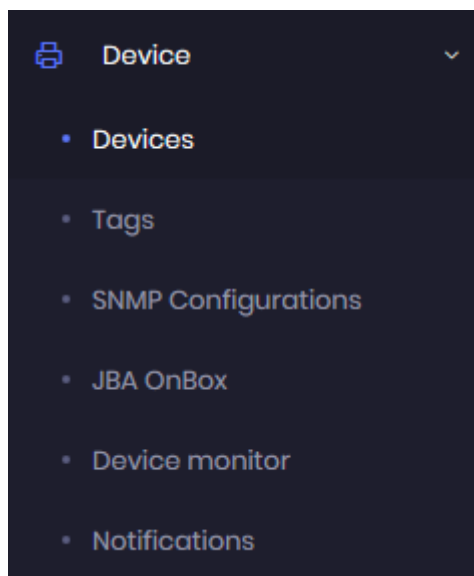 Device
Devices
Tags
SNMP Configurations
JBA OnBox
Device monitor
Notifications